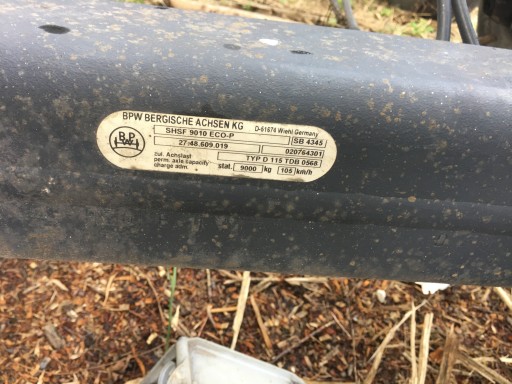 BPW BERGISCHE ACHSEN KG D-51674 Wiehl Germany
BPW
SHSF 9010 ECO-P SB 4345
27.48.609.019 020764301
zul. Achslast TYP D 115 TDB 0568
perm. axle capacity
charge adm. stat. 9000 kg 105 km/h